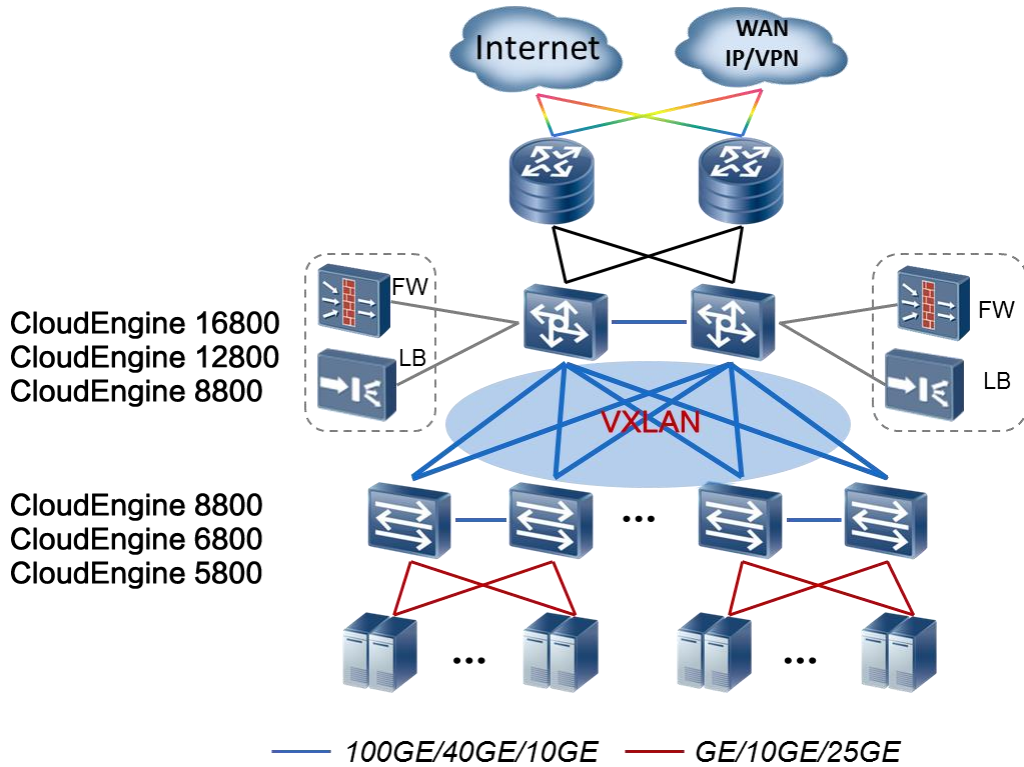 Internet
WAN
IP/VPN
FW
LB
FW
LB
CloudEngine 16800
CloudEngine 12800
CloudEngine 8800
VXLAN
CloudEngine 8800
CloudEngine 6800
CloudEngine 5800
...
...
...
100GE/40GE/10GE
GE/10GE/25GE